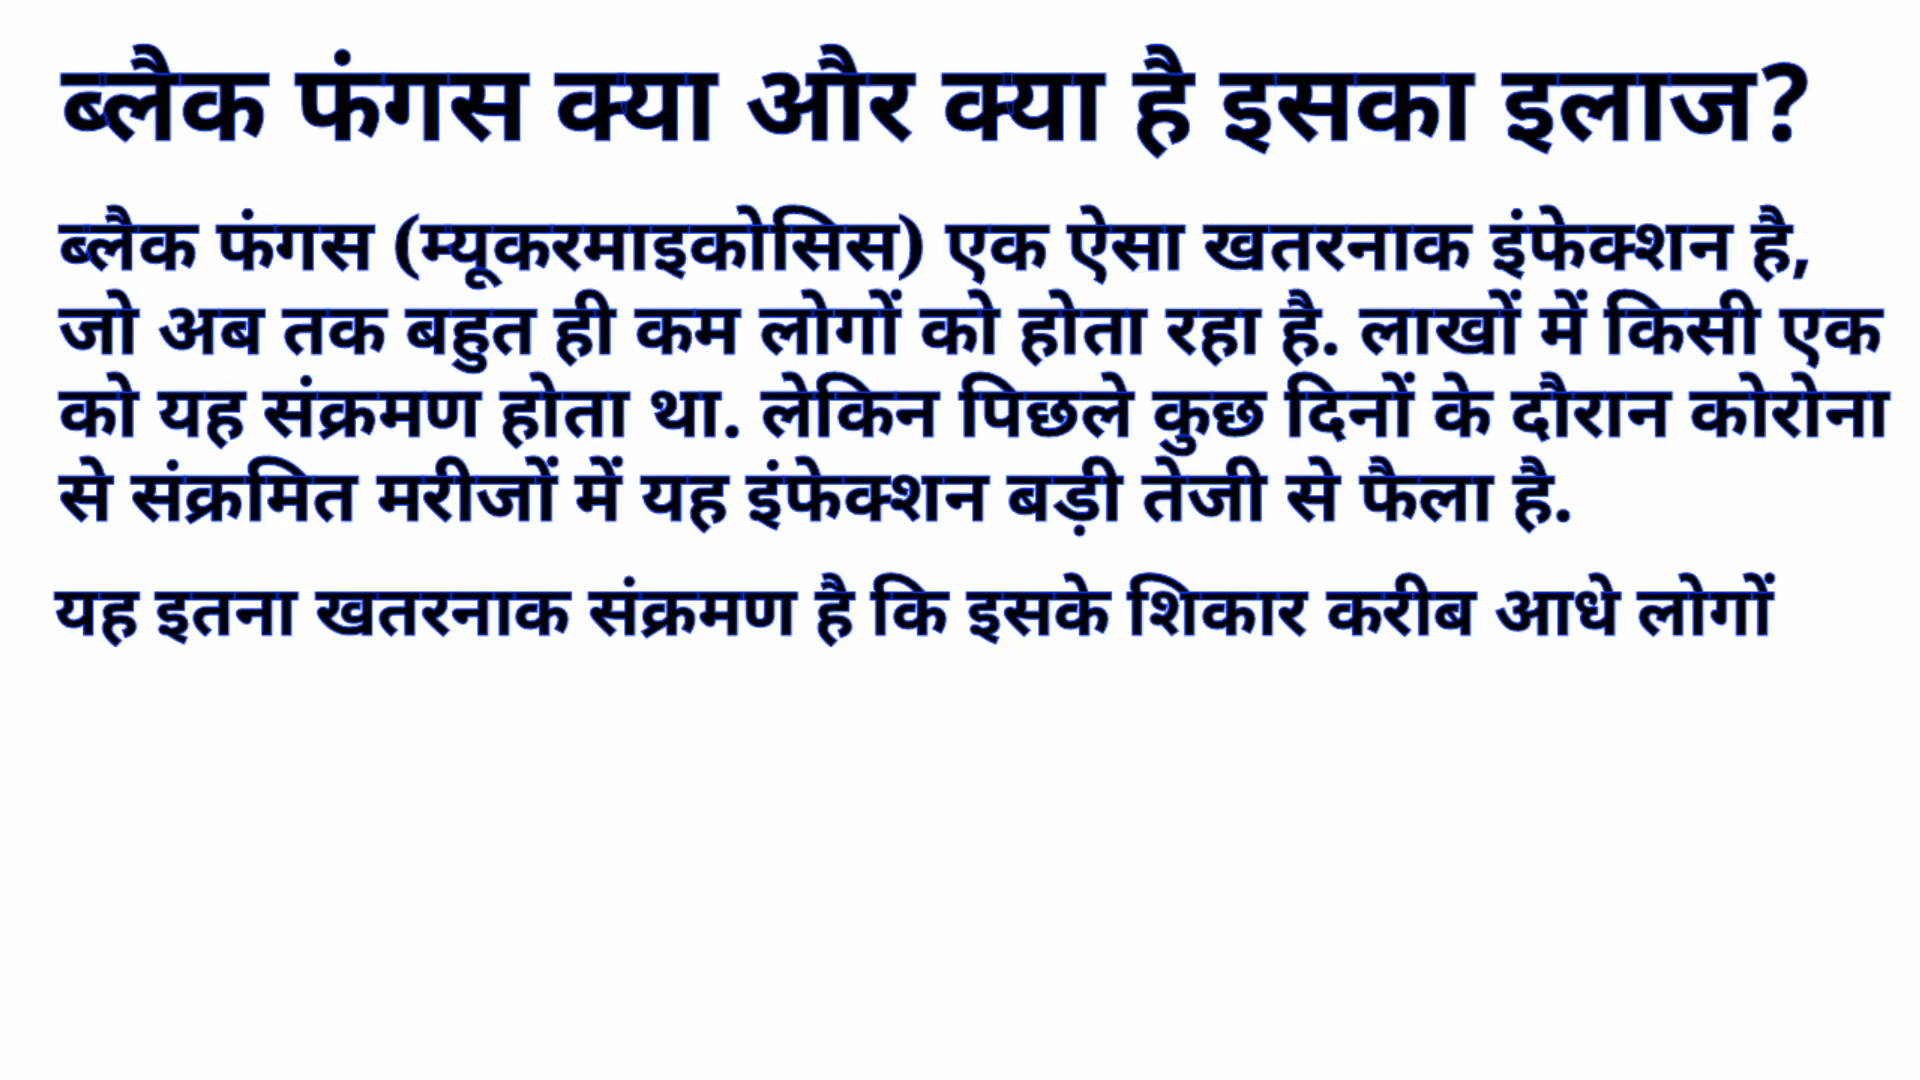 ब्लैक फंगस क्या और क्या है इसका इलाज?
ब्लैक फंगस (म्यूकरमाइकोसिस) एक ऐसा खतरनाक इंफेक्शन है,
जो अब तक बहुत ही कम लोगों को होता रहा है. लाखों में किसी एक
को यह संक्रमण होता था. लेकिन पिछले कुछ दिनों के दौरान कोरोना
से संक्रमित मरीजों में यह इंफेक्शन बड़ी तेजी से फैला है.
यह इतना खतरनाक संक्रमण है कि इसके शिकार करीब आधे लोगों